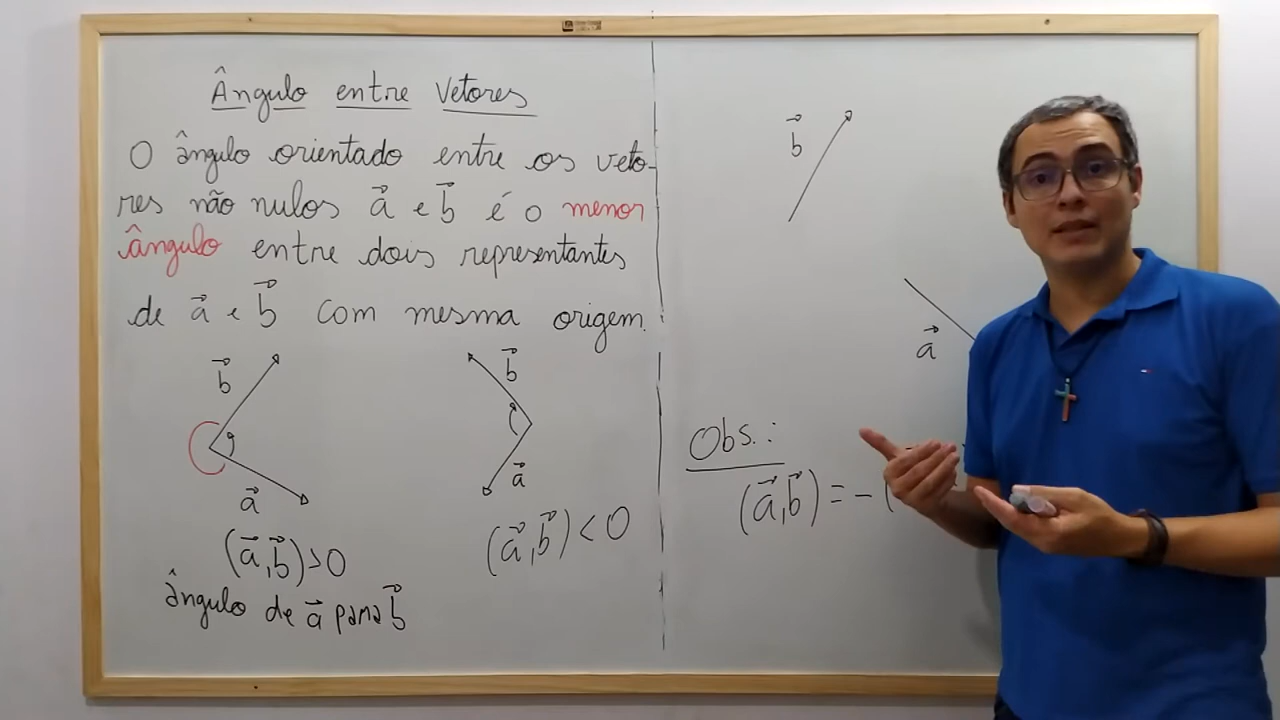 Ângulo entre Vetores
O ângulo orientado entre os veto-
res não nulos a⃗ e b⃗ é o menor
ângulo entre dois representantes
de a⃗ e b⃗ com mesma origem.
b⃗
a⃗
(a⃗,b⃗)>0
ângulo de a⃗ para b⃗
b⃗
a⃗
(a⃗,b⃗)<0
b⃗
a⃗
Obs.:
(a⃗,b⃗)=-(